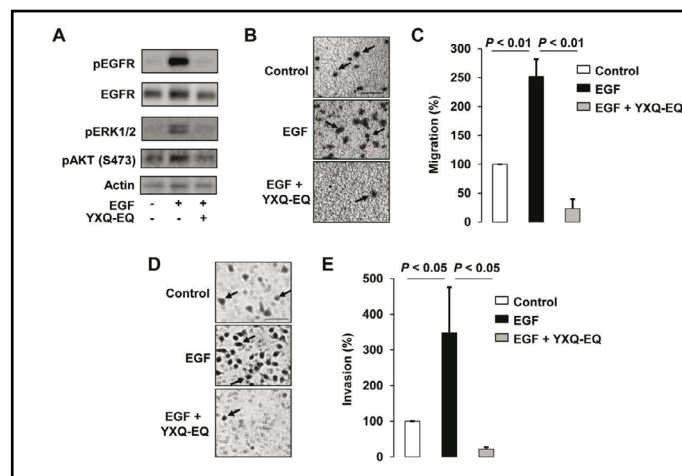 A
pEGFR
EGFR
pERK1/2
pAKT (S473)
Actin
EGF - + +
YXQ-EQ - - +
B
Control
EGF
EGF +
YXQ-EQ
C
P < 0.01 P < 0.01
300
250
200
150
100
50
0
Migration (%)
Control
EGF
EGF + YXQ-EQ
D
Control
EGF
EGF +
YXQ-EQ
E
P < 0.05 P < 0.05
500
400
300
200
100
0
Invasion (%)
Control
EGF
EGF + YXQ-EQ